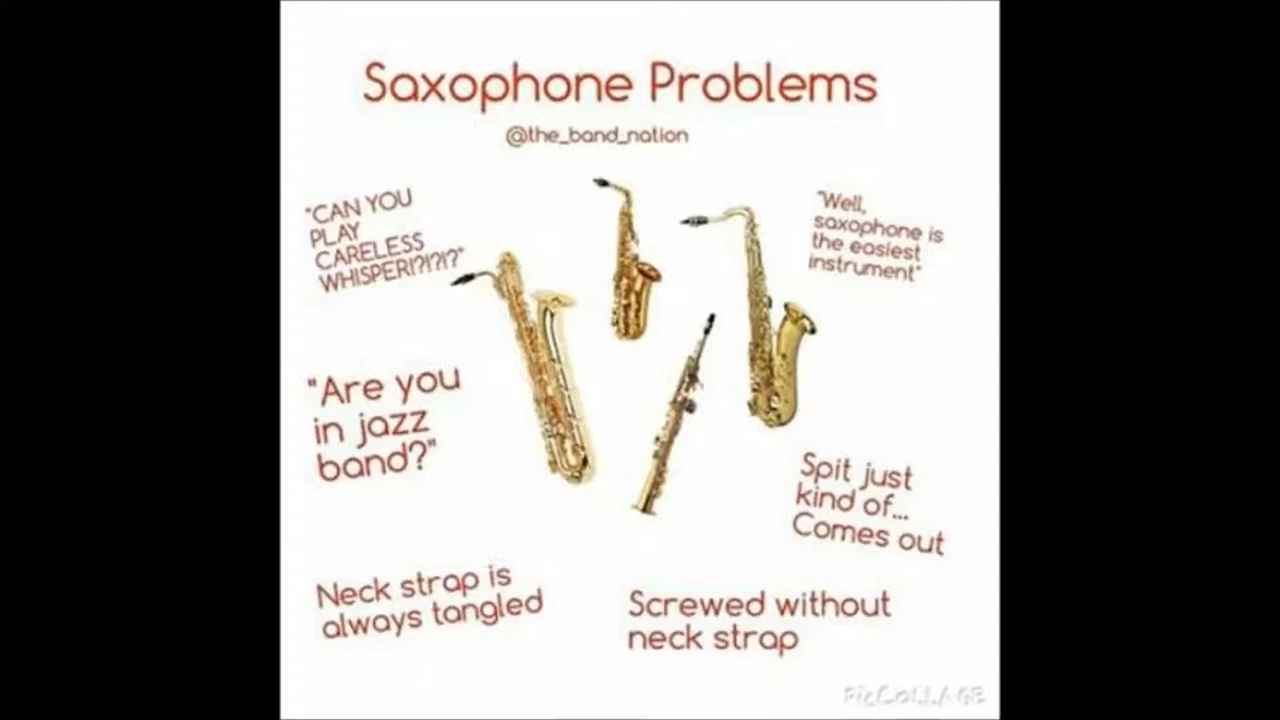 Saxophone Problems
@the_band_nation
"CAN YOU
PLAY
CARELESS
WHISPER!?!?!?"
"Well,
saxophone is
the easiest
instrument"
"Are you
in jazz
band?"
Spit just
kind of...
Comes out
Neck strap is
always tangled
Screwed without
neck strap
PicCOLLAGE